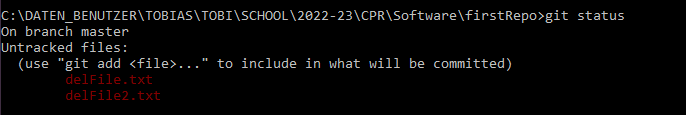 C:\DATEN_BENUTZER\TOBIAS\TOBI\SCHOOL\2022-23\CPR\Software\firstRepo>git status
On branch master
Untracked files:
  (use "git add <file>..." to include in what will be committed)
        delFile.txt
        delFile2.txt